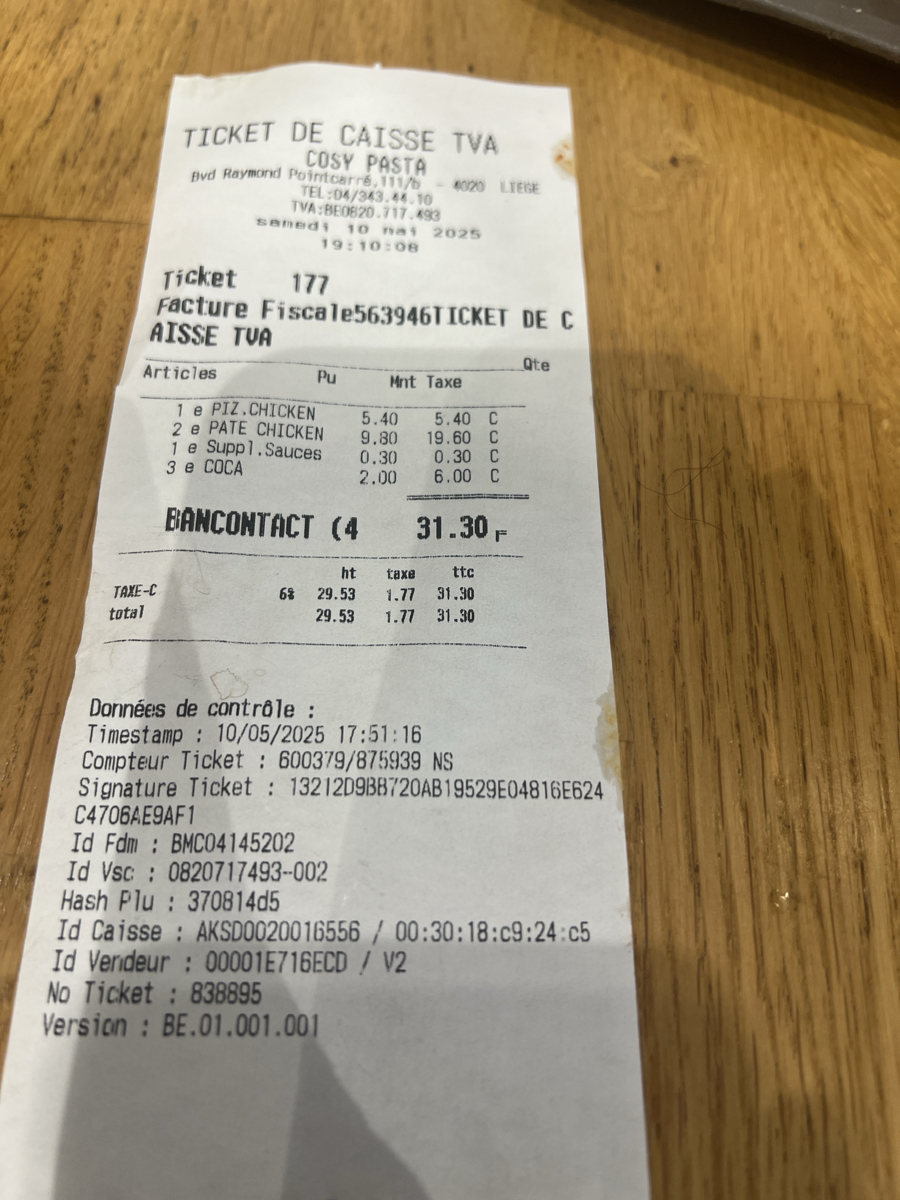 TICKET DE CAISSE TVA
COSY PASTA
Bvd Raymond Pointcarré,111/b - 4020 LIEGE
TEL:04/343.44.10
TVA:BE0820.717.493
samedi 10 mai 2025
19:10:08
Ticket 177
Facture Fiscale563946TICKET DE C
AISSE TVA
Qte
Articles Pu Mnt Taxe
1 e PIZ.CHICKEN 5.40 5.40 C
2 e PATE CHICKEN 9.80 19.60 C
1 e Suppl.Sauces 0.30 0.30 C
3 e COCA 2.00 6.00 C
BANCONTACT (4 31.30
ht taxe ttc
TAXE-C 6% 29.53 1.77 31.30
total 29.53 1.77 31.30
Données de contrôle :
Timestamp : 10/05/2025 17:51:16
Compteur Ticket : 600379/875939 NS
Signature Ticket : 13212D9BB720AB19529E04816E624
C4706AE9AF1
Id Fdm : BMC04145202
Id Vsc : 0820717493-002
Hash Plu : 370814d5
Id Caisse : AKSD0020016556 / 00:30:18:c9:24:c5
Id Vendeur : 00001E716ECD / V2
No Ticket : 838895
Version : BE.01.001.001